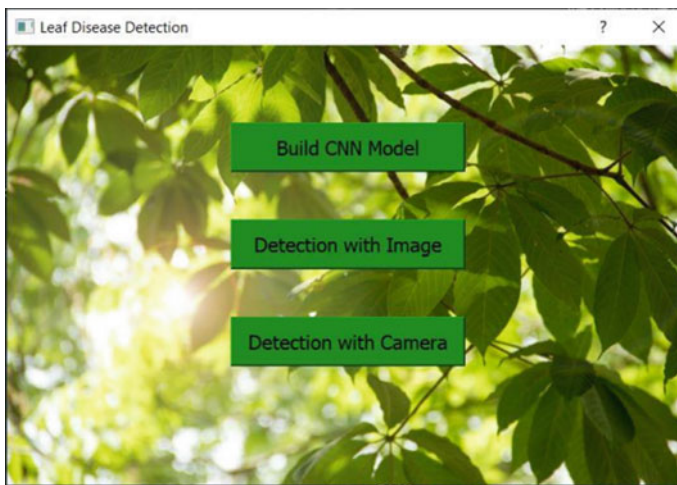 Leaf Disease Detection
Build CNN Model
Detection with Image
Detection with Camera